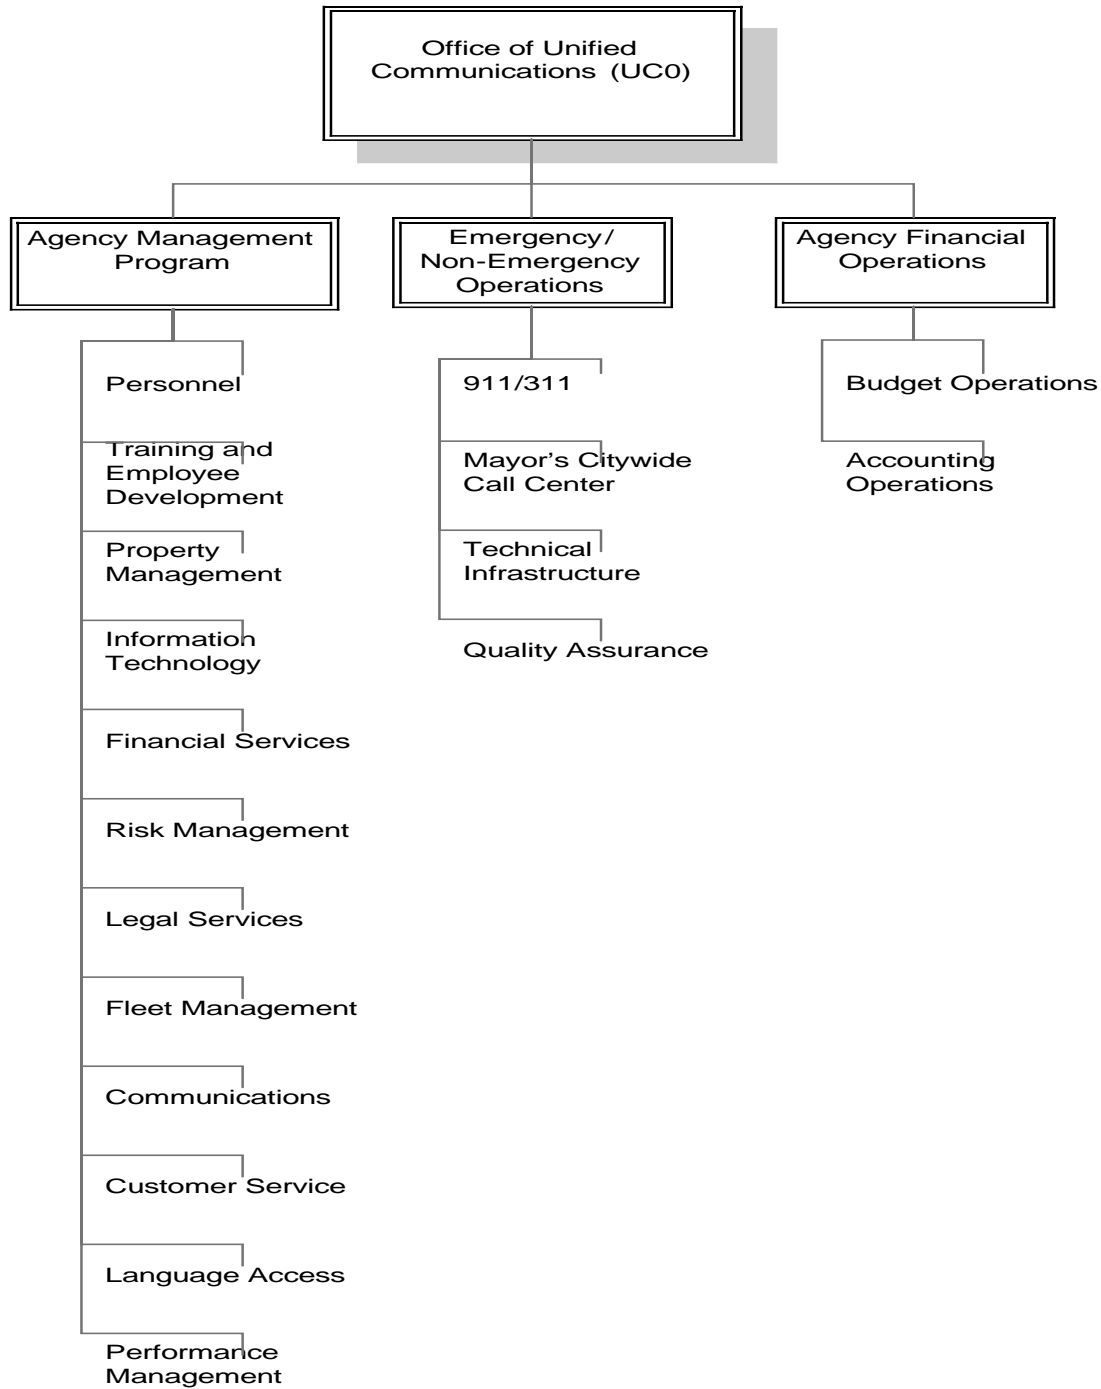 Office of Unified
Communications (UC0)
Agency Management
Program
Emergency/
Non-Emergency
Operations
Agency Financial
Operations
Personnel
Training and
Employee
Development
Property
Management
Information
Technology
Financial Services
Risk Management
Legal Services
Fleet Management
Communications
Customer Service
Language Access
Performance
Management
911/311
Mayor's Citywide
Call Center
Technical
Infrastructure
Quality Assurance
Budget Operations
Accounting
Operations